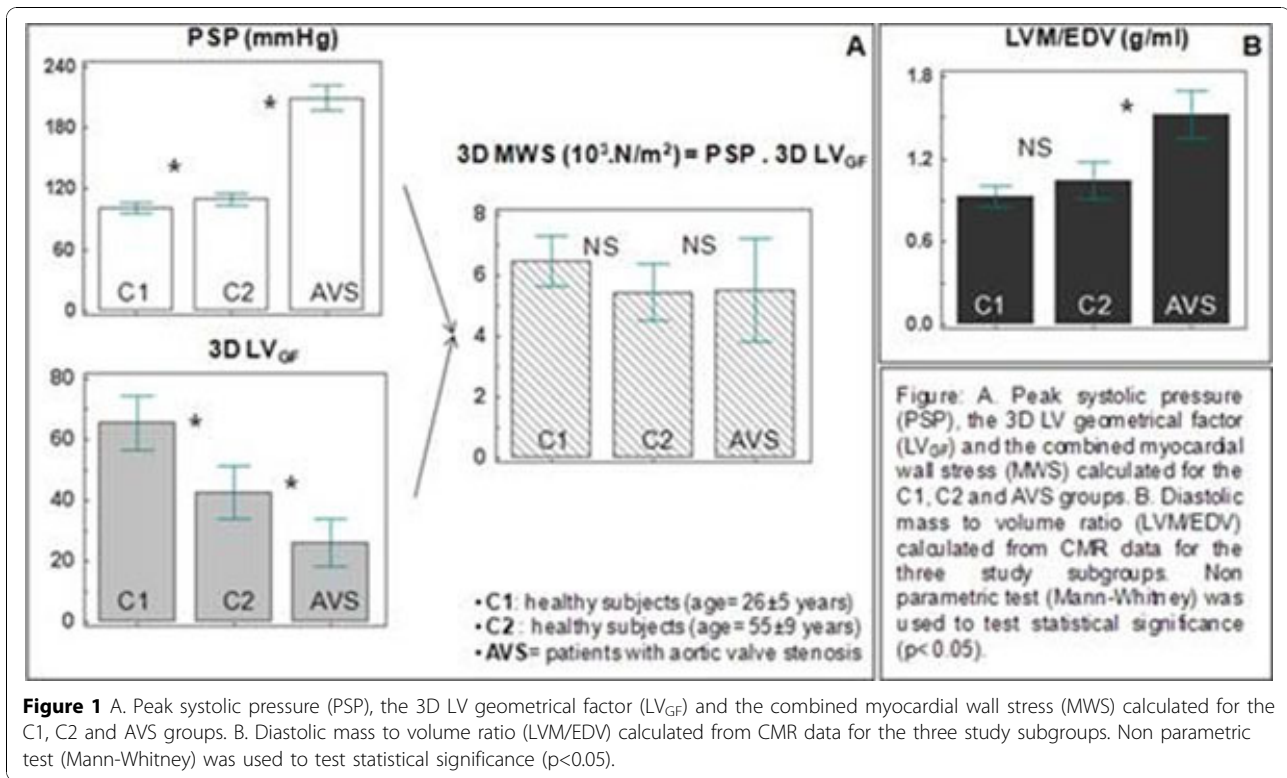 PSP (mmHg)
A
240
180
120
60
0
*
*
C1
C2
AVS
3D LVGF
80
60
40
20
0
*
*
C1
C2
AVS
3D MWS (10³.N/m²)= PSP . 3D LVGF
8
6
4
2
0
NS
NS
C1
C2
AVS
• C1: healthy subjects (age= 26±5 years)
• C2 : healthy subjects (age= 55±9 years)
• AVS= patients with aortic valve stenosis
LVM/EDV (g/ml)
B
1.8
1.2
0.6
0.0
NS
*
C1
C2
AVS
Figure: A. Peak systolic pressure
(PSP), the 3D LV geometrical factor
(LVGF) and the combined myocardial
wall stress (MWS) calculated for the
C1, C2 and AVS groups. B. Diastolic
mass to volume ratio (LVM/EDV)
calculated from CMR data for the
three study subgroups. Non
parametric test (Mann-Whitney) was
used to test statistical significance
(p<0.05).
Figure 1 A. Peak systolic pressure (PSP), the 3D LV geometrical factor (LVGF) and the combined myocardial wall stress (MWS) calculated for the
C1, C2 and AVS groups. B. Diastolic mass to volume ratio (LVM/EDV) calculated from CMR data for the three study subgroups. Non parametric
test (Mann-Whitney) was used to test statistical significance (p<0.05).